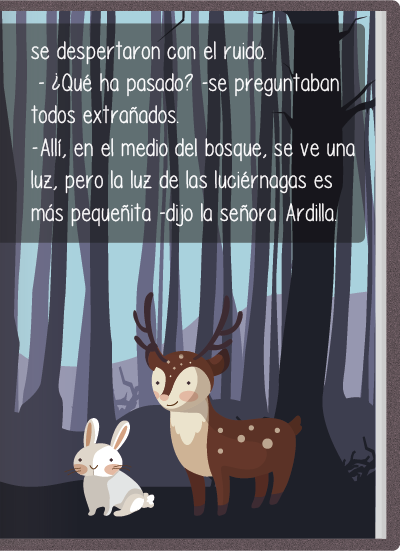 se despertaron con el ruido.
- ¿Qué ha pasado? -se preguntaban
todos extrañados.
-Allí, en el medio del bosque, se ve una
luz, pero la luz de las luciérnagas es
más pequeñita -dijo la señora Ardilla.